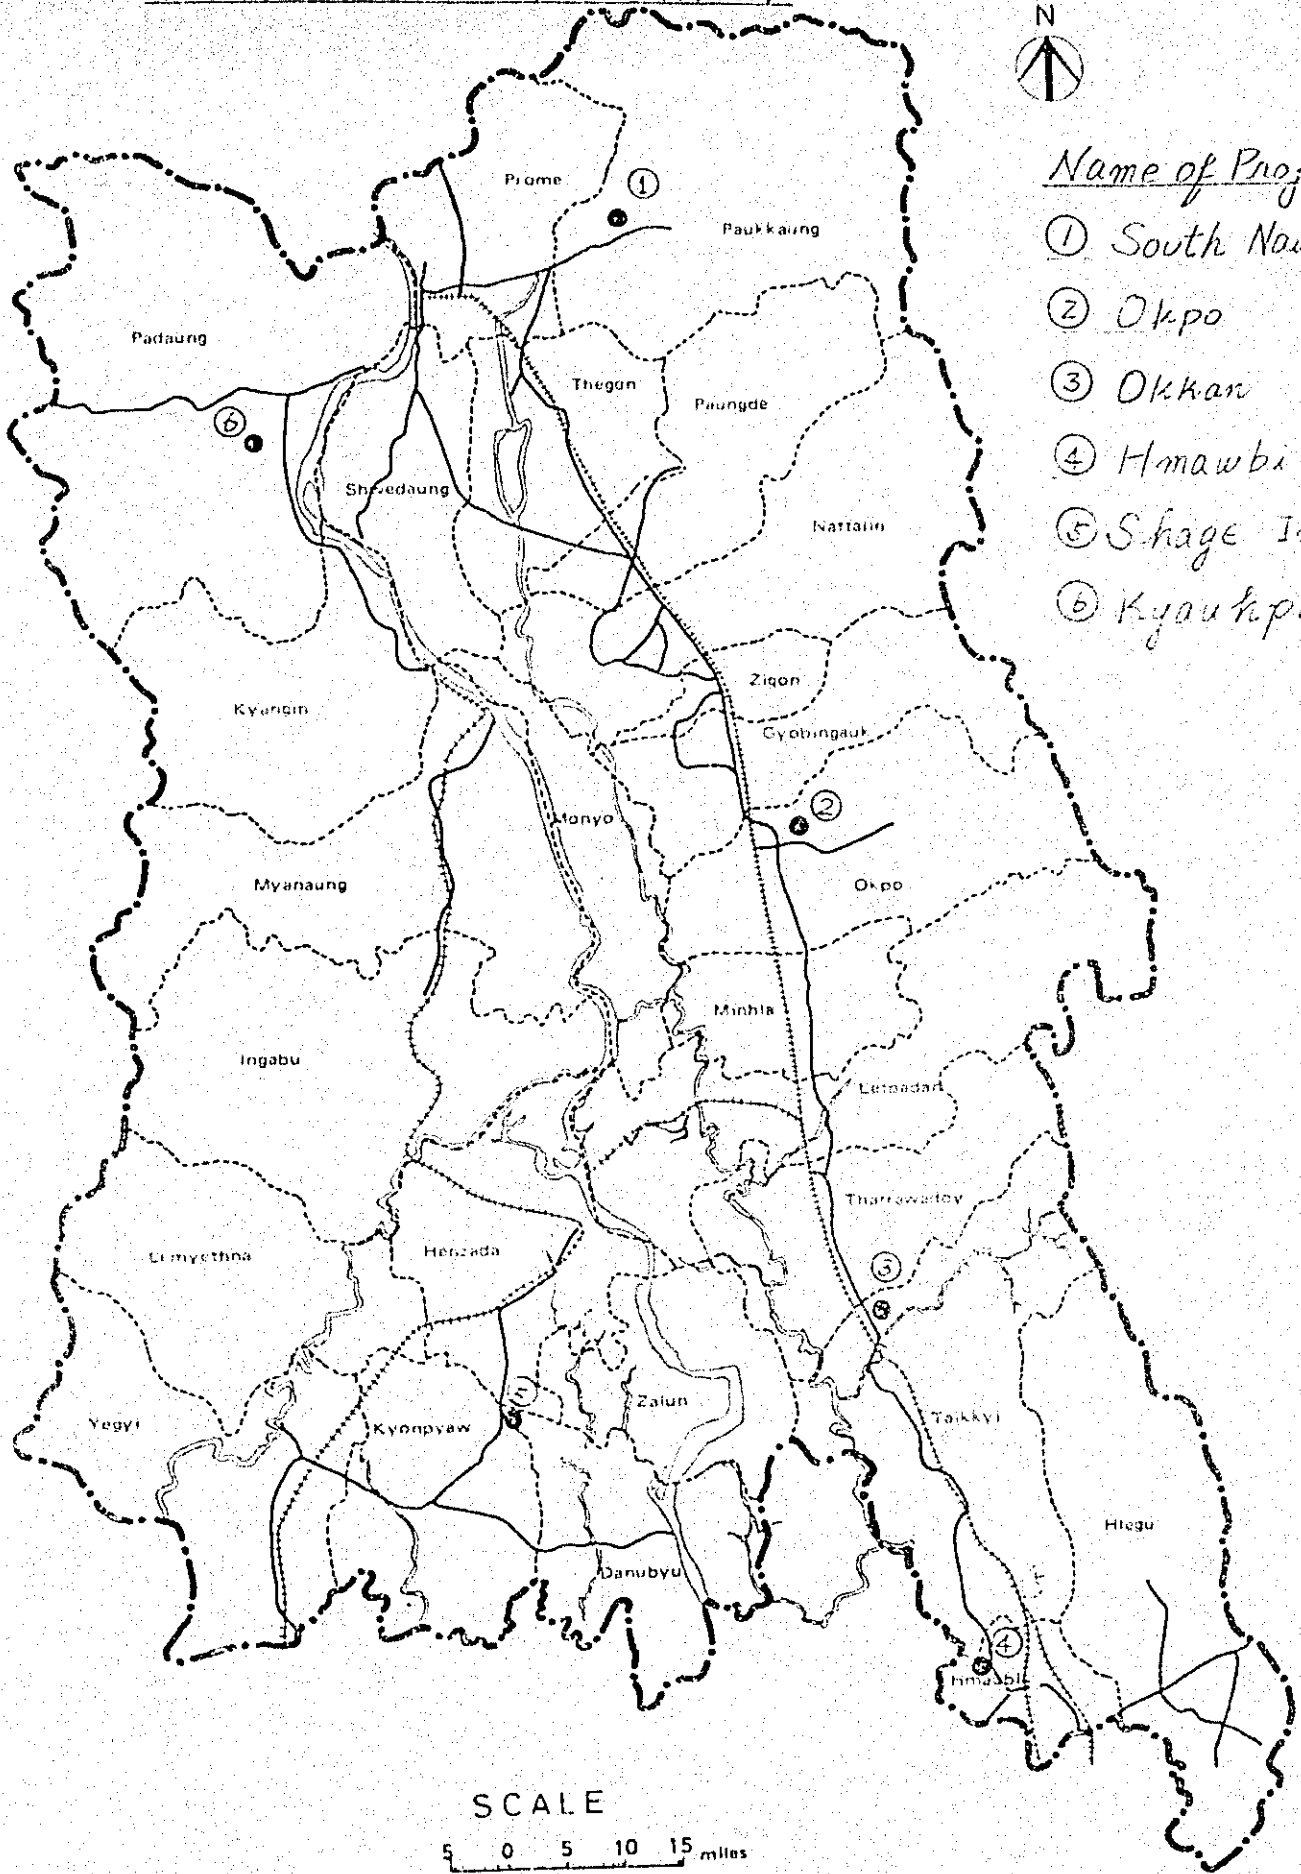 N
Name of Proj
① South Na
② Okpo
③ Okkan
④ Hmawbi
⑤ Shage I
⑥ Kyaukp
Prome
①
Paukkaung
Padaung
Thegon
Paungde
⑥
Shwedaung
Nattalin
Zigon
Kyangin
Gyobingauk
②
Monyo
Myanaung
Okpo
Minhla
Ingabu
Letpadan
Tharrawaddy
Lemyethna
Henzada
③
Zalun
Yegyi
Kyonpyaw
⑤
Taikkyi
Hlegu
Danubyu
④
Hmawbi
SCALE
5 0 5 10 15 miles